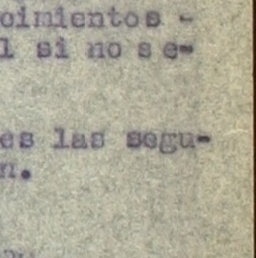 cimientos -
l si no se-
es las segu-
n.